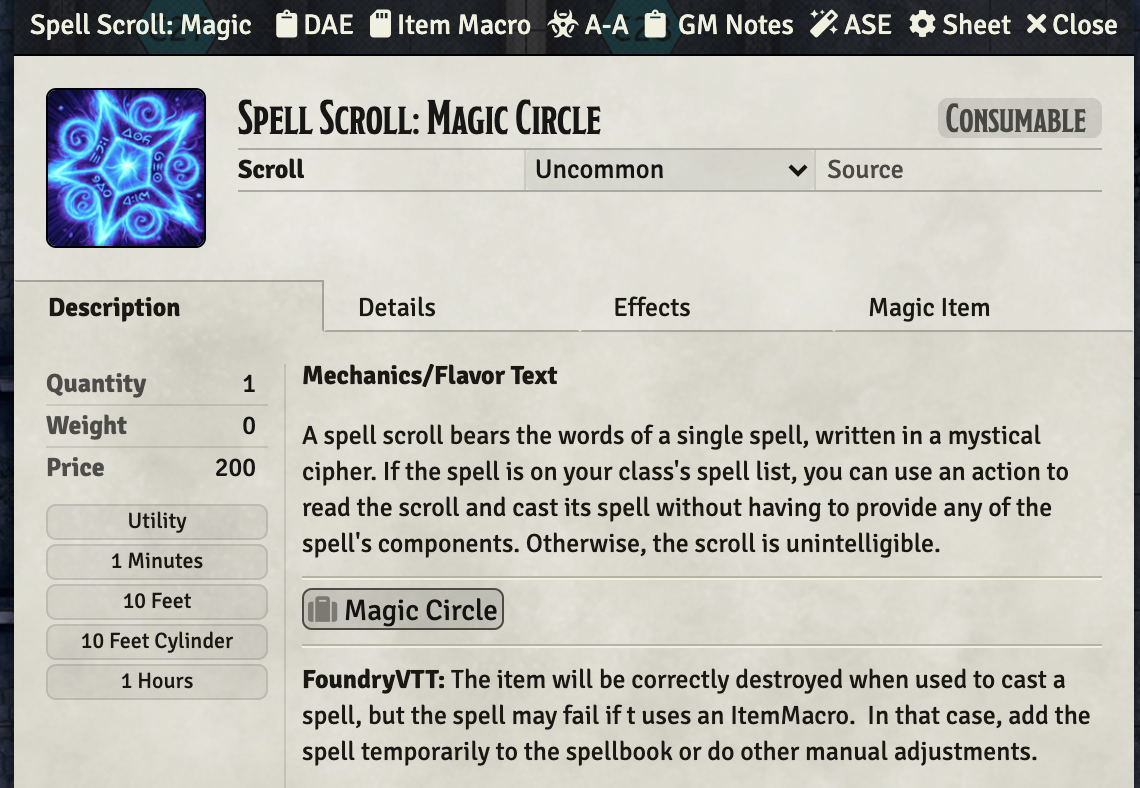 Spell Scroll: Magic DAE Item Macro A-A GM Notes ASE Sheet Close
Spell Scroll: Magic Circle Consumable
Scroll Uncommon Source
Description Details Effects Magic Item
Quantity 1
Weight 0
Price 200
Utility
1 Minutes
10 Feet
10 Feet Cylinder
1 Hours
Mechanics/Flavor Text
A spell scroll bears the words of a single spell, written in a mystical
cipher. If the spell is on your class's spell list, you can use an action to
read the scroll and cast its spell without having to provide any of the
spell's components. Otherwise, the scroll is unintelligible.
Magic Circle
FoundryVTT: The item will be correctly destroyed when used to cast a
spell, but the spell may fail if t uses an ItemMacro.  In that case, add the
spell temporarily to the spellbook or do other manual adjustments.